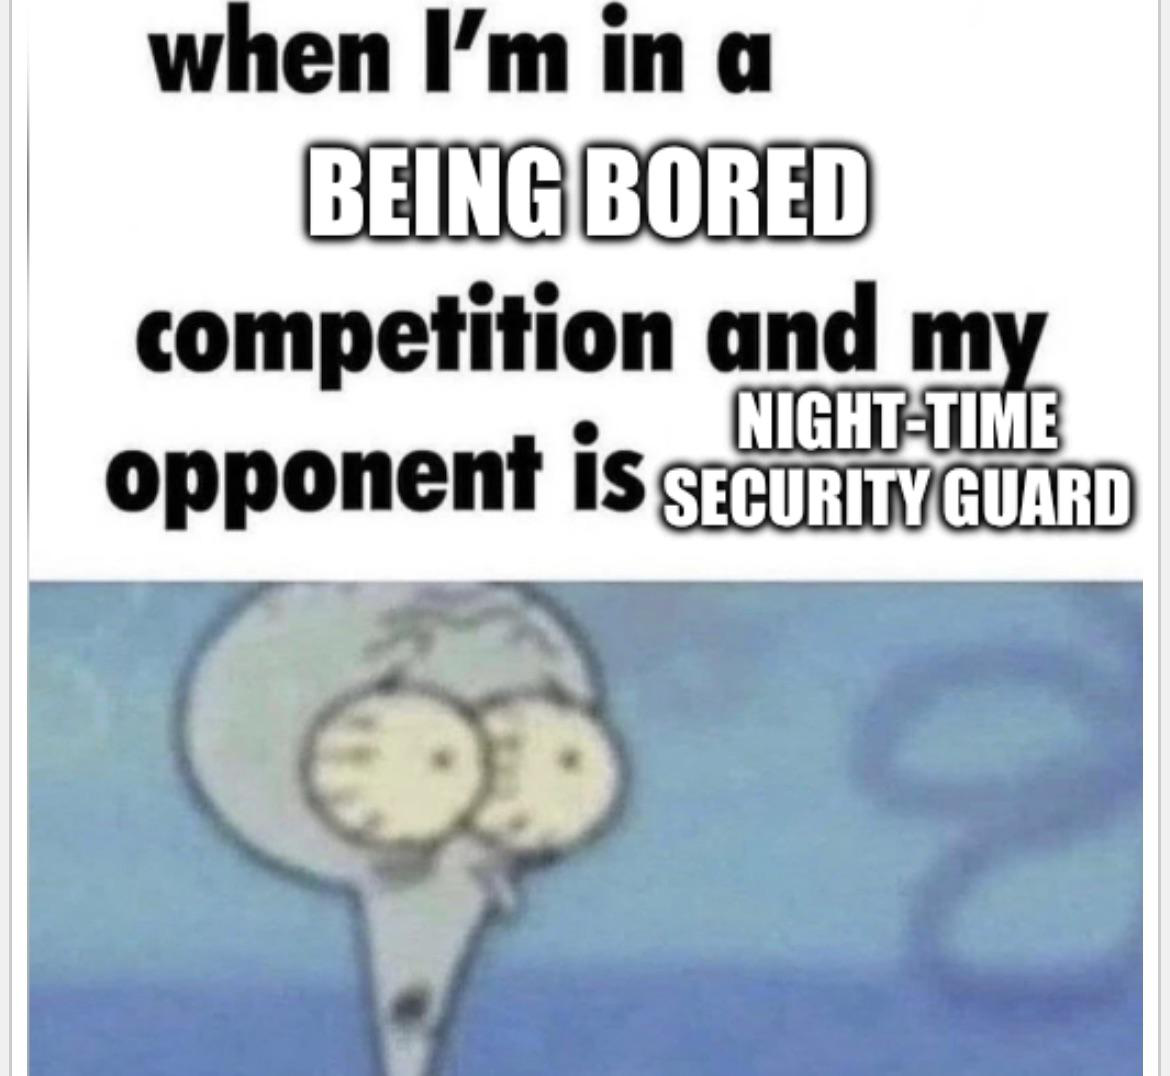 when I'm in a
BEING BORED
competition and my
NIGHT-TIME
opponent is SECURITY GUARD